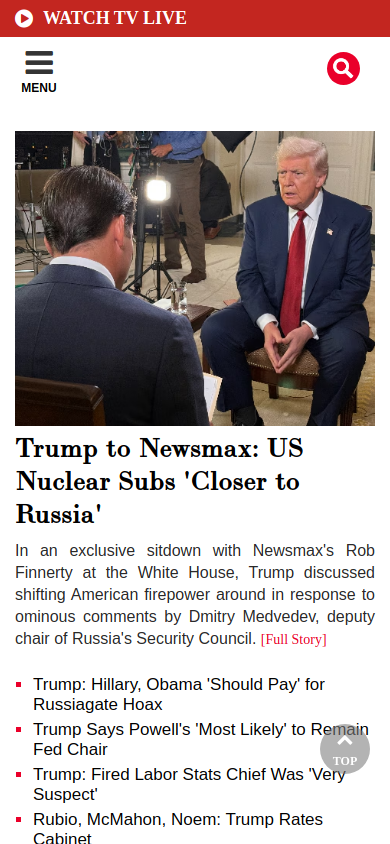 WATCH TV LIVE
MENU
Trump to Newsmax: US
Nuclear Subs 'Closer to
Russia'
In an exclusive sitdown with Newsmax's Rob
Finnerty at the White House, Trump discussed
shifting American firepower around in response to
ominous comments by Dmitry Medvedev, deputy
chair of Russia's Security Council. [Full Story]
Trump: Hillary, Obama 'Should Pay' for
Russiagate Hoax
Trump Says Powell's 'Most Likely' to Remain
Fed Chair
Trump: Fired Labor Stats Chief Was 'Very
Suspect'
TOP
Rubio, McMahon, Noem: Trump Rates
Cabinet